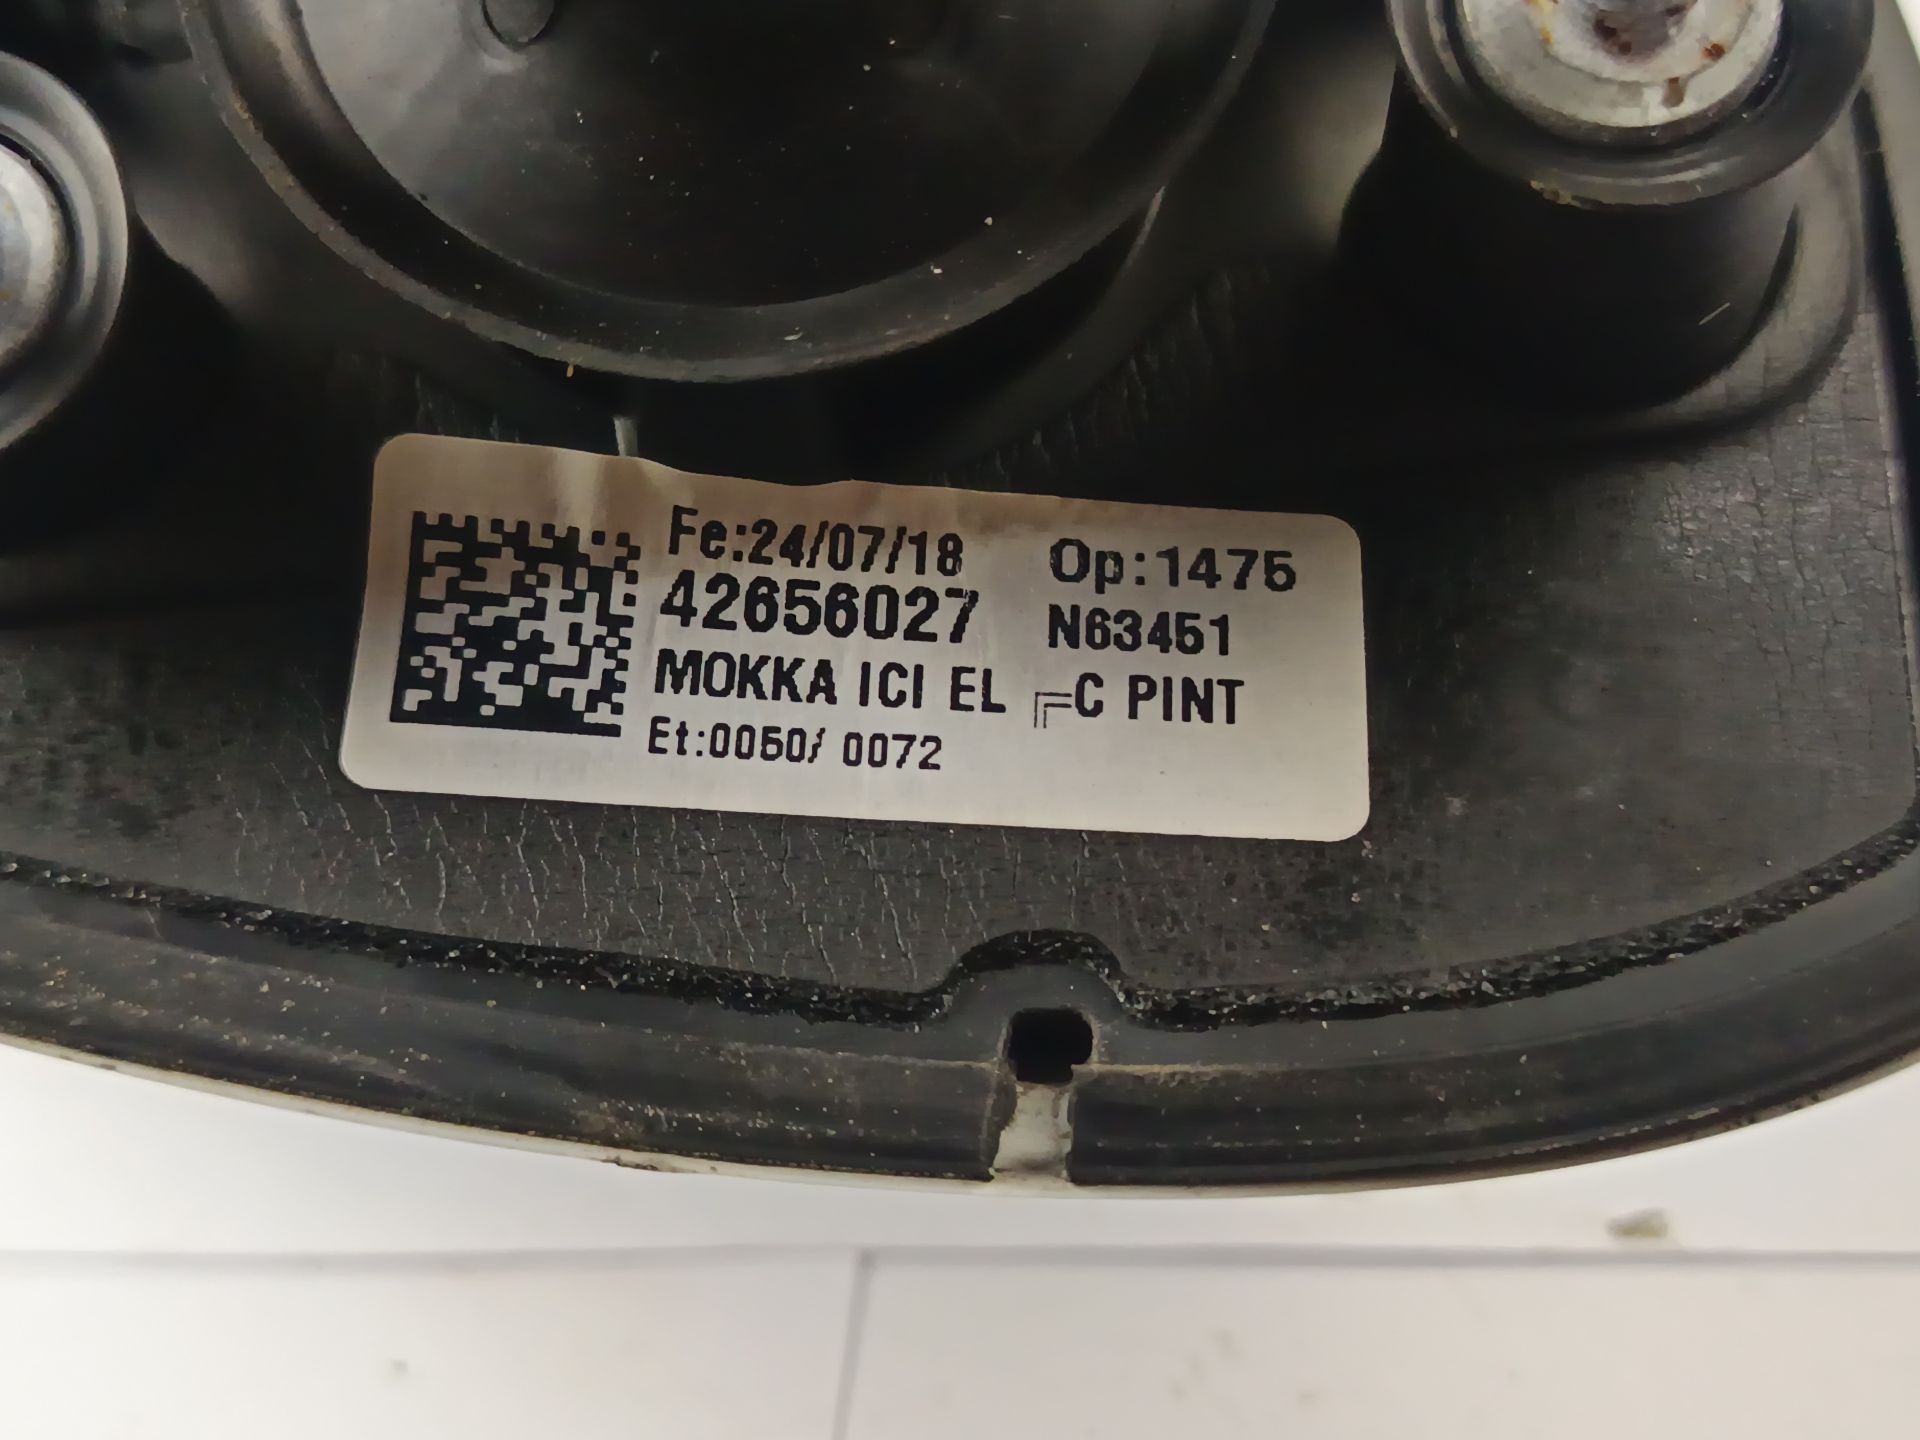 Fe:24/07/18 Op:1475
42656027 N63451
MOKKA ICI EL ╔═C PINT
Et:0050/ 0072